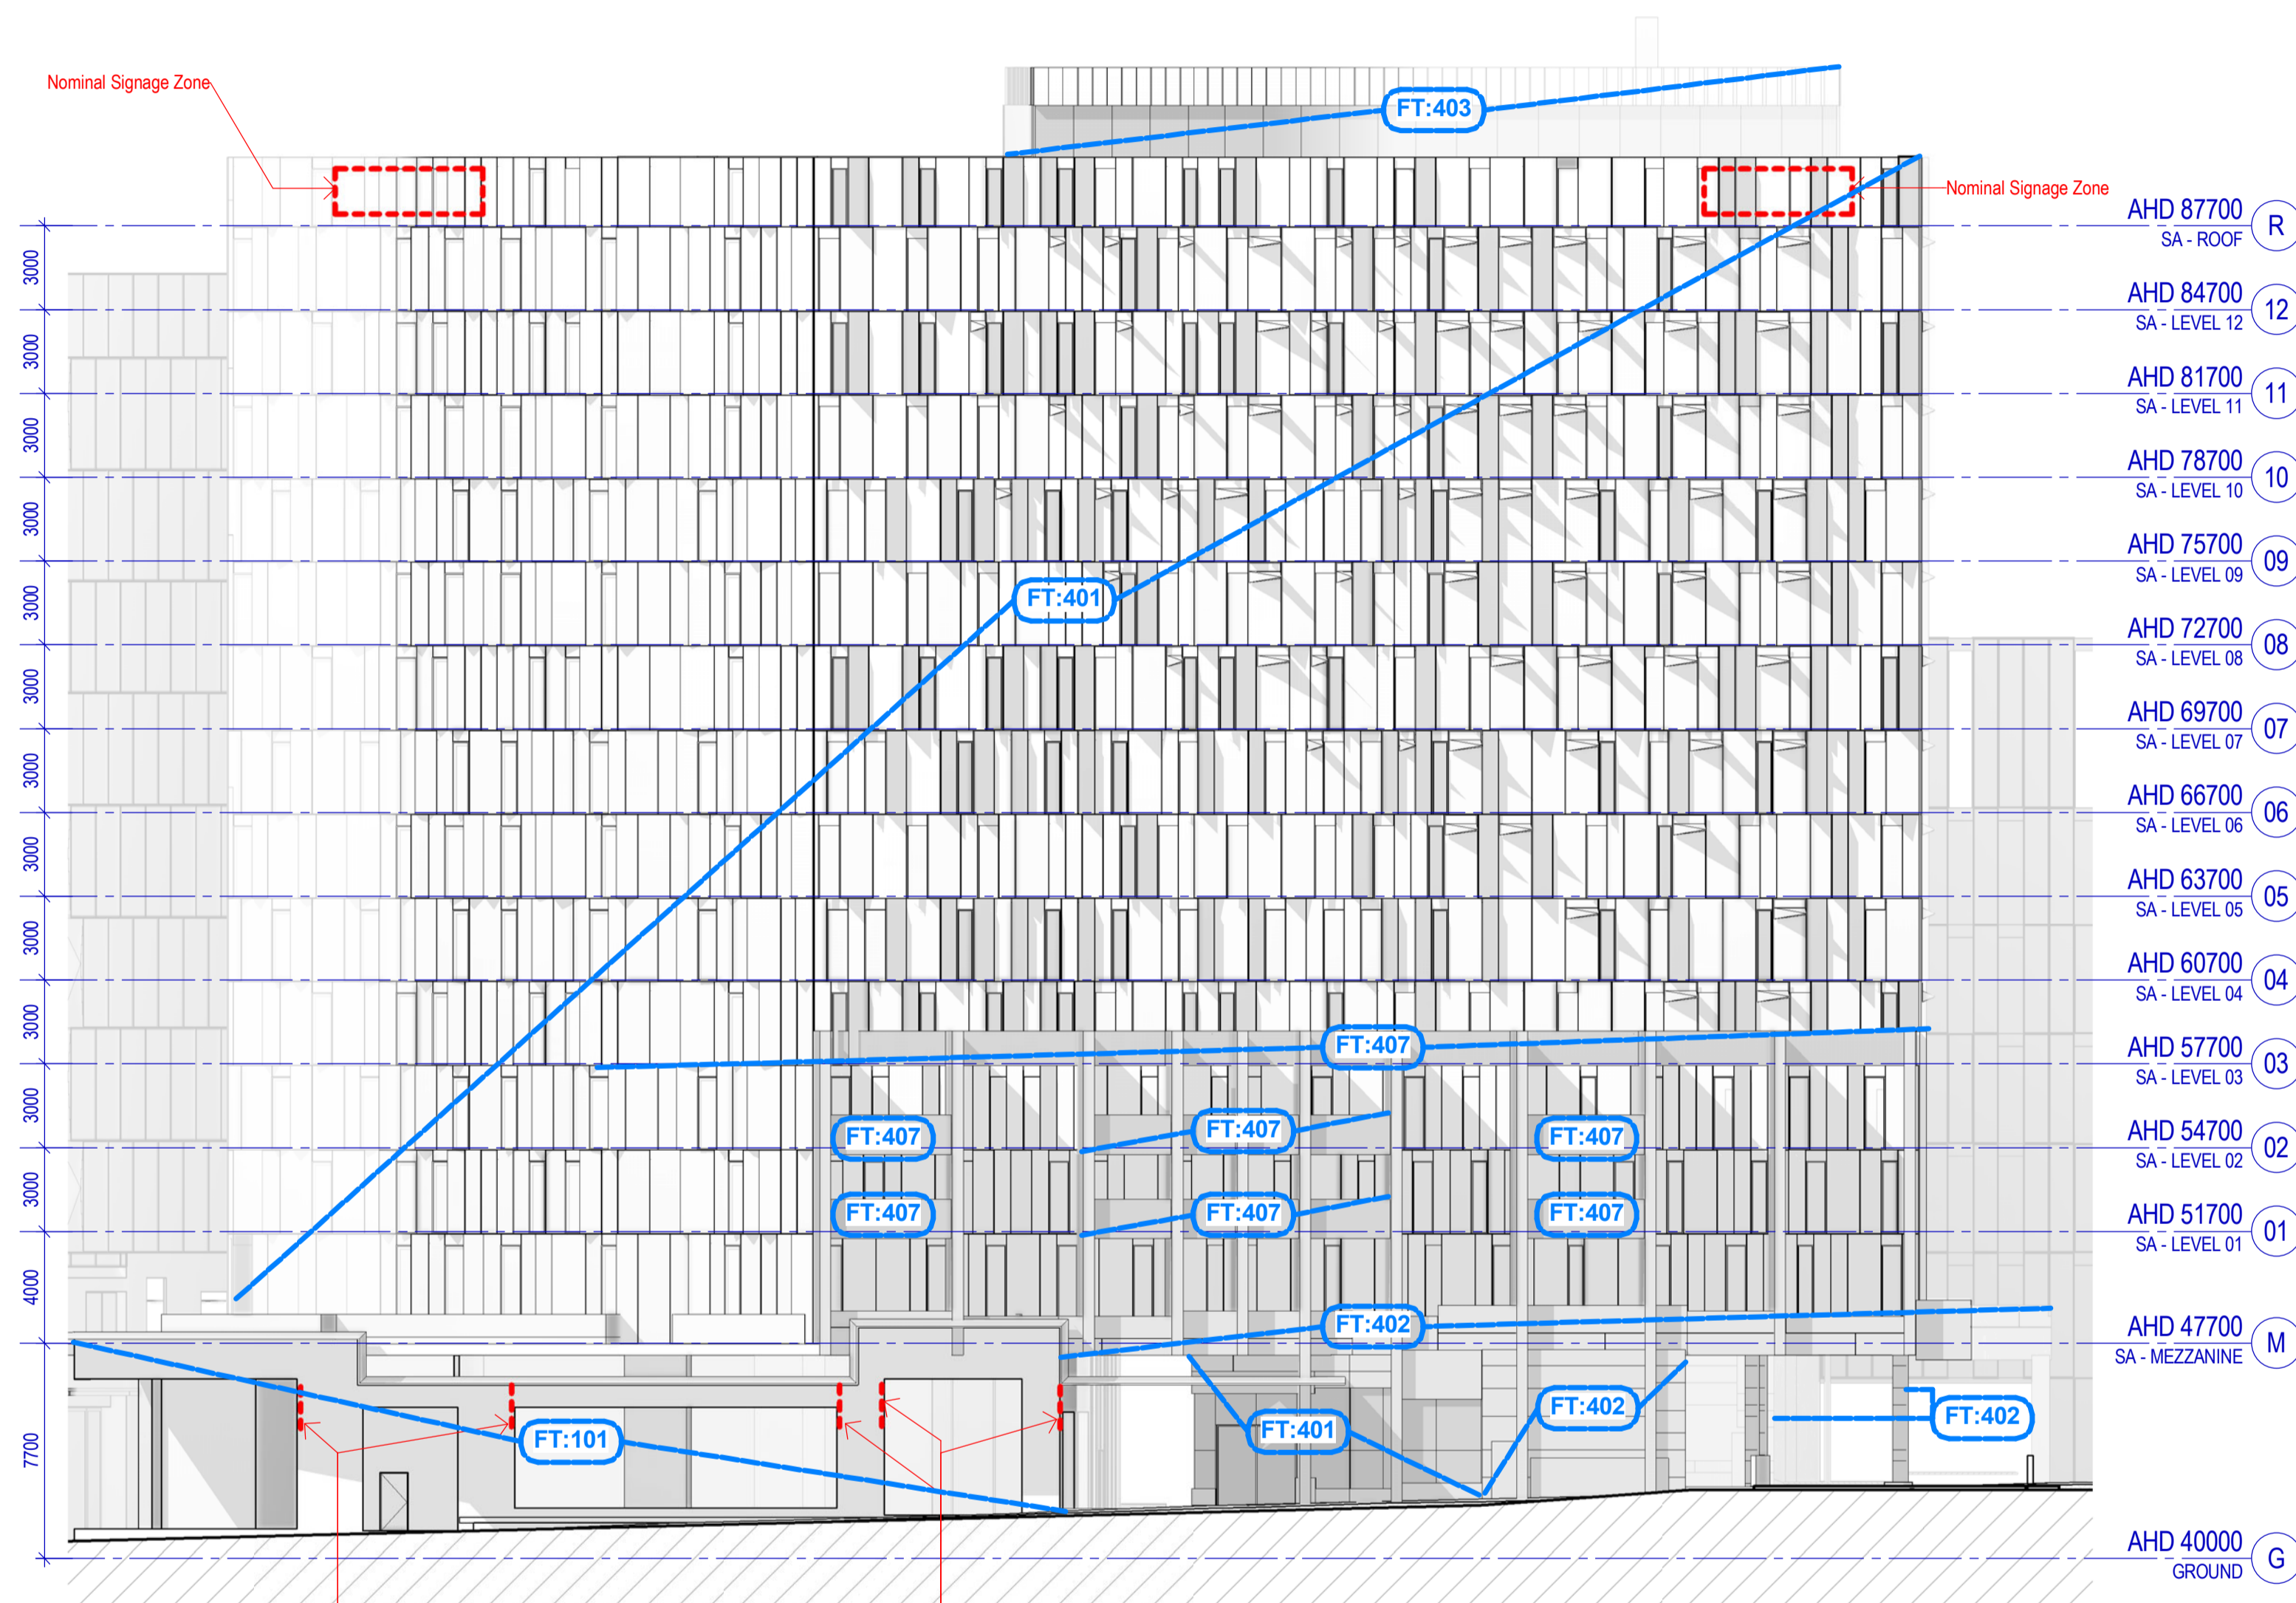 FT:403
Nominal Signage Zone
Nominal Signage Zone
AHD 87700
SA - ROOF
R
3000
AHD 84700
SA - LEVEL 12
12
3000
AHD 81700
SA - LEVEL 11
11
3000
AHD 78700
SA - LEVEL 10
10
3000
AHD 75700
SA - LEVEL 09
09
3000
FT:401
AHD 72700
SA - LEVEL 08
08
3000
AHD 69700
SA - LEVEL 07
07
3000
AHD 66700
SA - LEVEL 06
06
3000
AHD 63700
SA - LEVEL 05
05
3000
AHD 60700
SA - LEVEL 04
04
3000
FT:407
AHD 57700
SA - LEVEL 03
03
3000
FT:407
FT:407
FT:407
AHD 54700
SA - LEVEL 02
02
3000
FT:407
FT:407
FT:407
AHD 51700
SA - LEVEL 01
01
4000
FT:402
AHD 47700
SA - MEZZANINE
M
7700
FT:101
FT:401
FT:402
FT:402
AHD 40000
GROUND
G